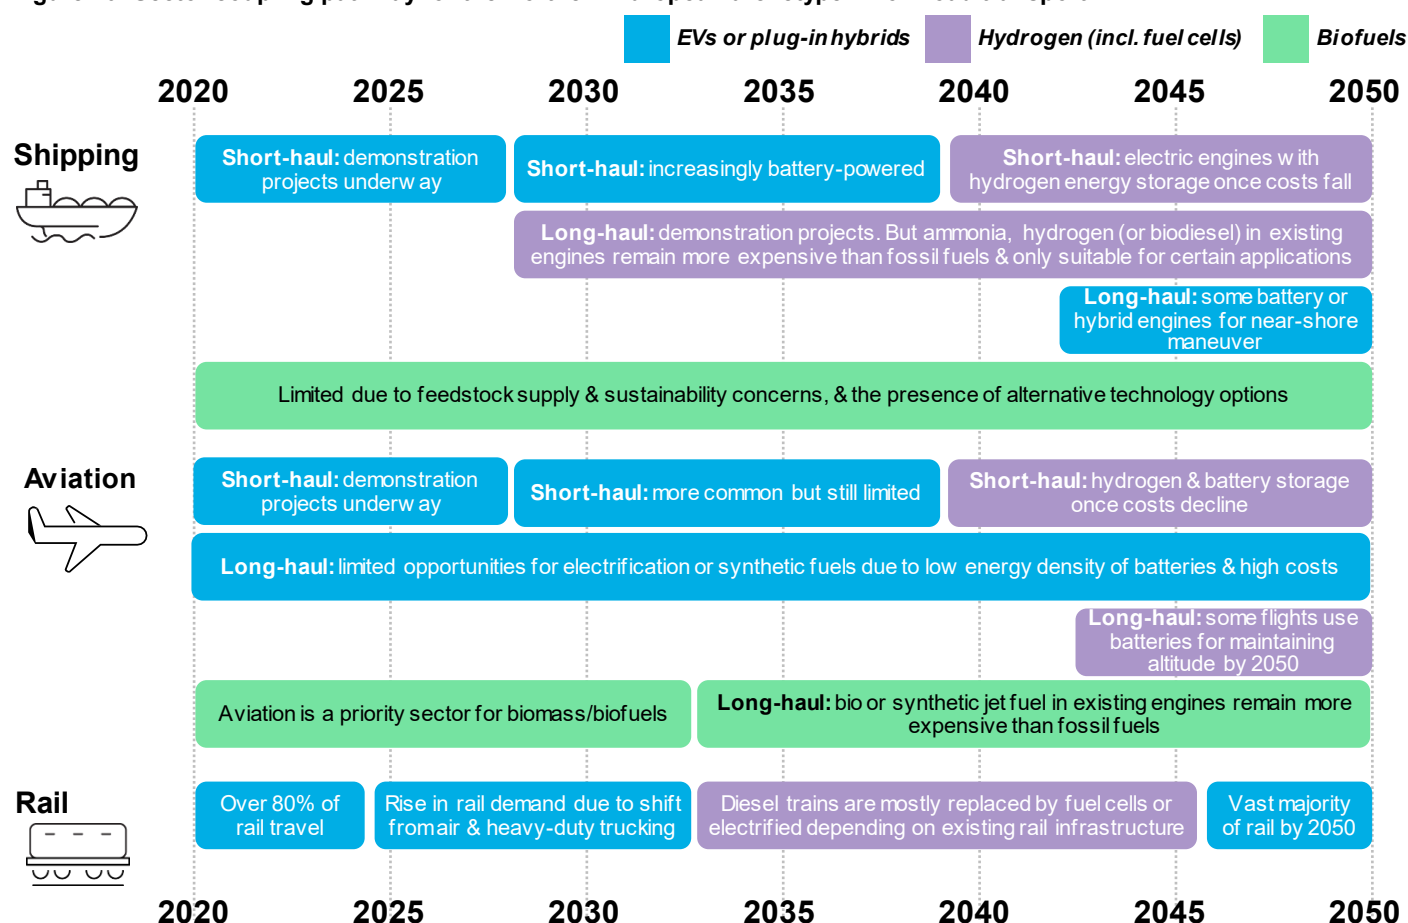 EVs or plug-in hybrids
Hydrogen (incl. fuel cells)
Biofuels
2020 2025 2030 2035 2040 2045 2050
Shipping
Short-haul: demonstration
projects underway
Short-haul: increasingly battery-powered
Short-haul: electric engines with
hydrogen energy storage once costs fall
Long-haul: demonstration projects. But ammonia, hydrogen (or biodiesel) in existing
engines remain more expensive than fossil fuels & only suitable for certain applications
Long-haul: some battery or
hybrid engines for near-shore
maneuver
Limited due to feedstock supply & sustainability concerns, & the presence of alternative technology options
Aviation
Short-haul: demonstration
projects underway
Short-haul: more common but still limited
Short-haul: hydrogen & battery storage
once costs decline
Long-haul: limited opportunities for electrification or synthetic fuels due to low energy density of batteries & high costs
Long-haul: some flights use
batteries for maintaining
altitude by 2050
Aviation is a priority sector for biomass/biofuels
Long-haul: bio or synthetic jet fuel in existing engines remain more
expensive than fossil fuels
Rail
Over 80% of
rail travel
Rise in rail demand due to shift
from air & heavy-duty trucking
Diesel trains are mostly replaced by fuel cells or
electrified depending on existing rail infrastructure
Vast majority
of rail by 2050
2020 2025 2030 2035 2040 2045 2050